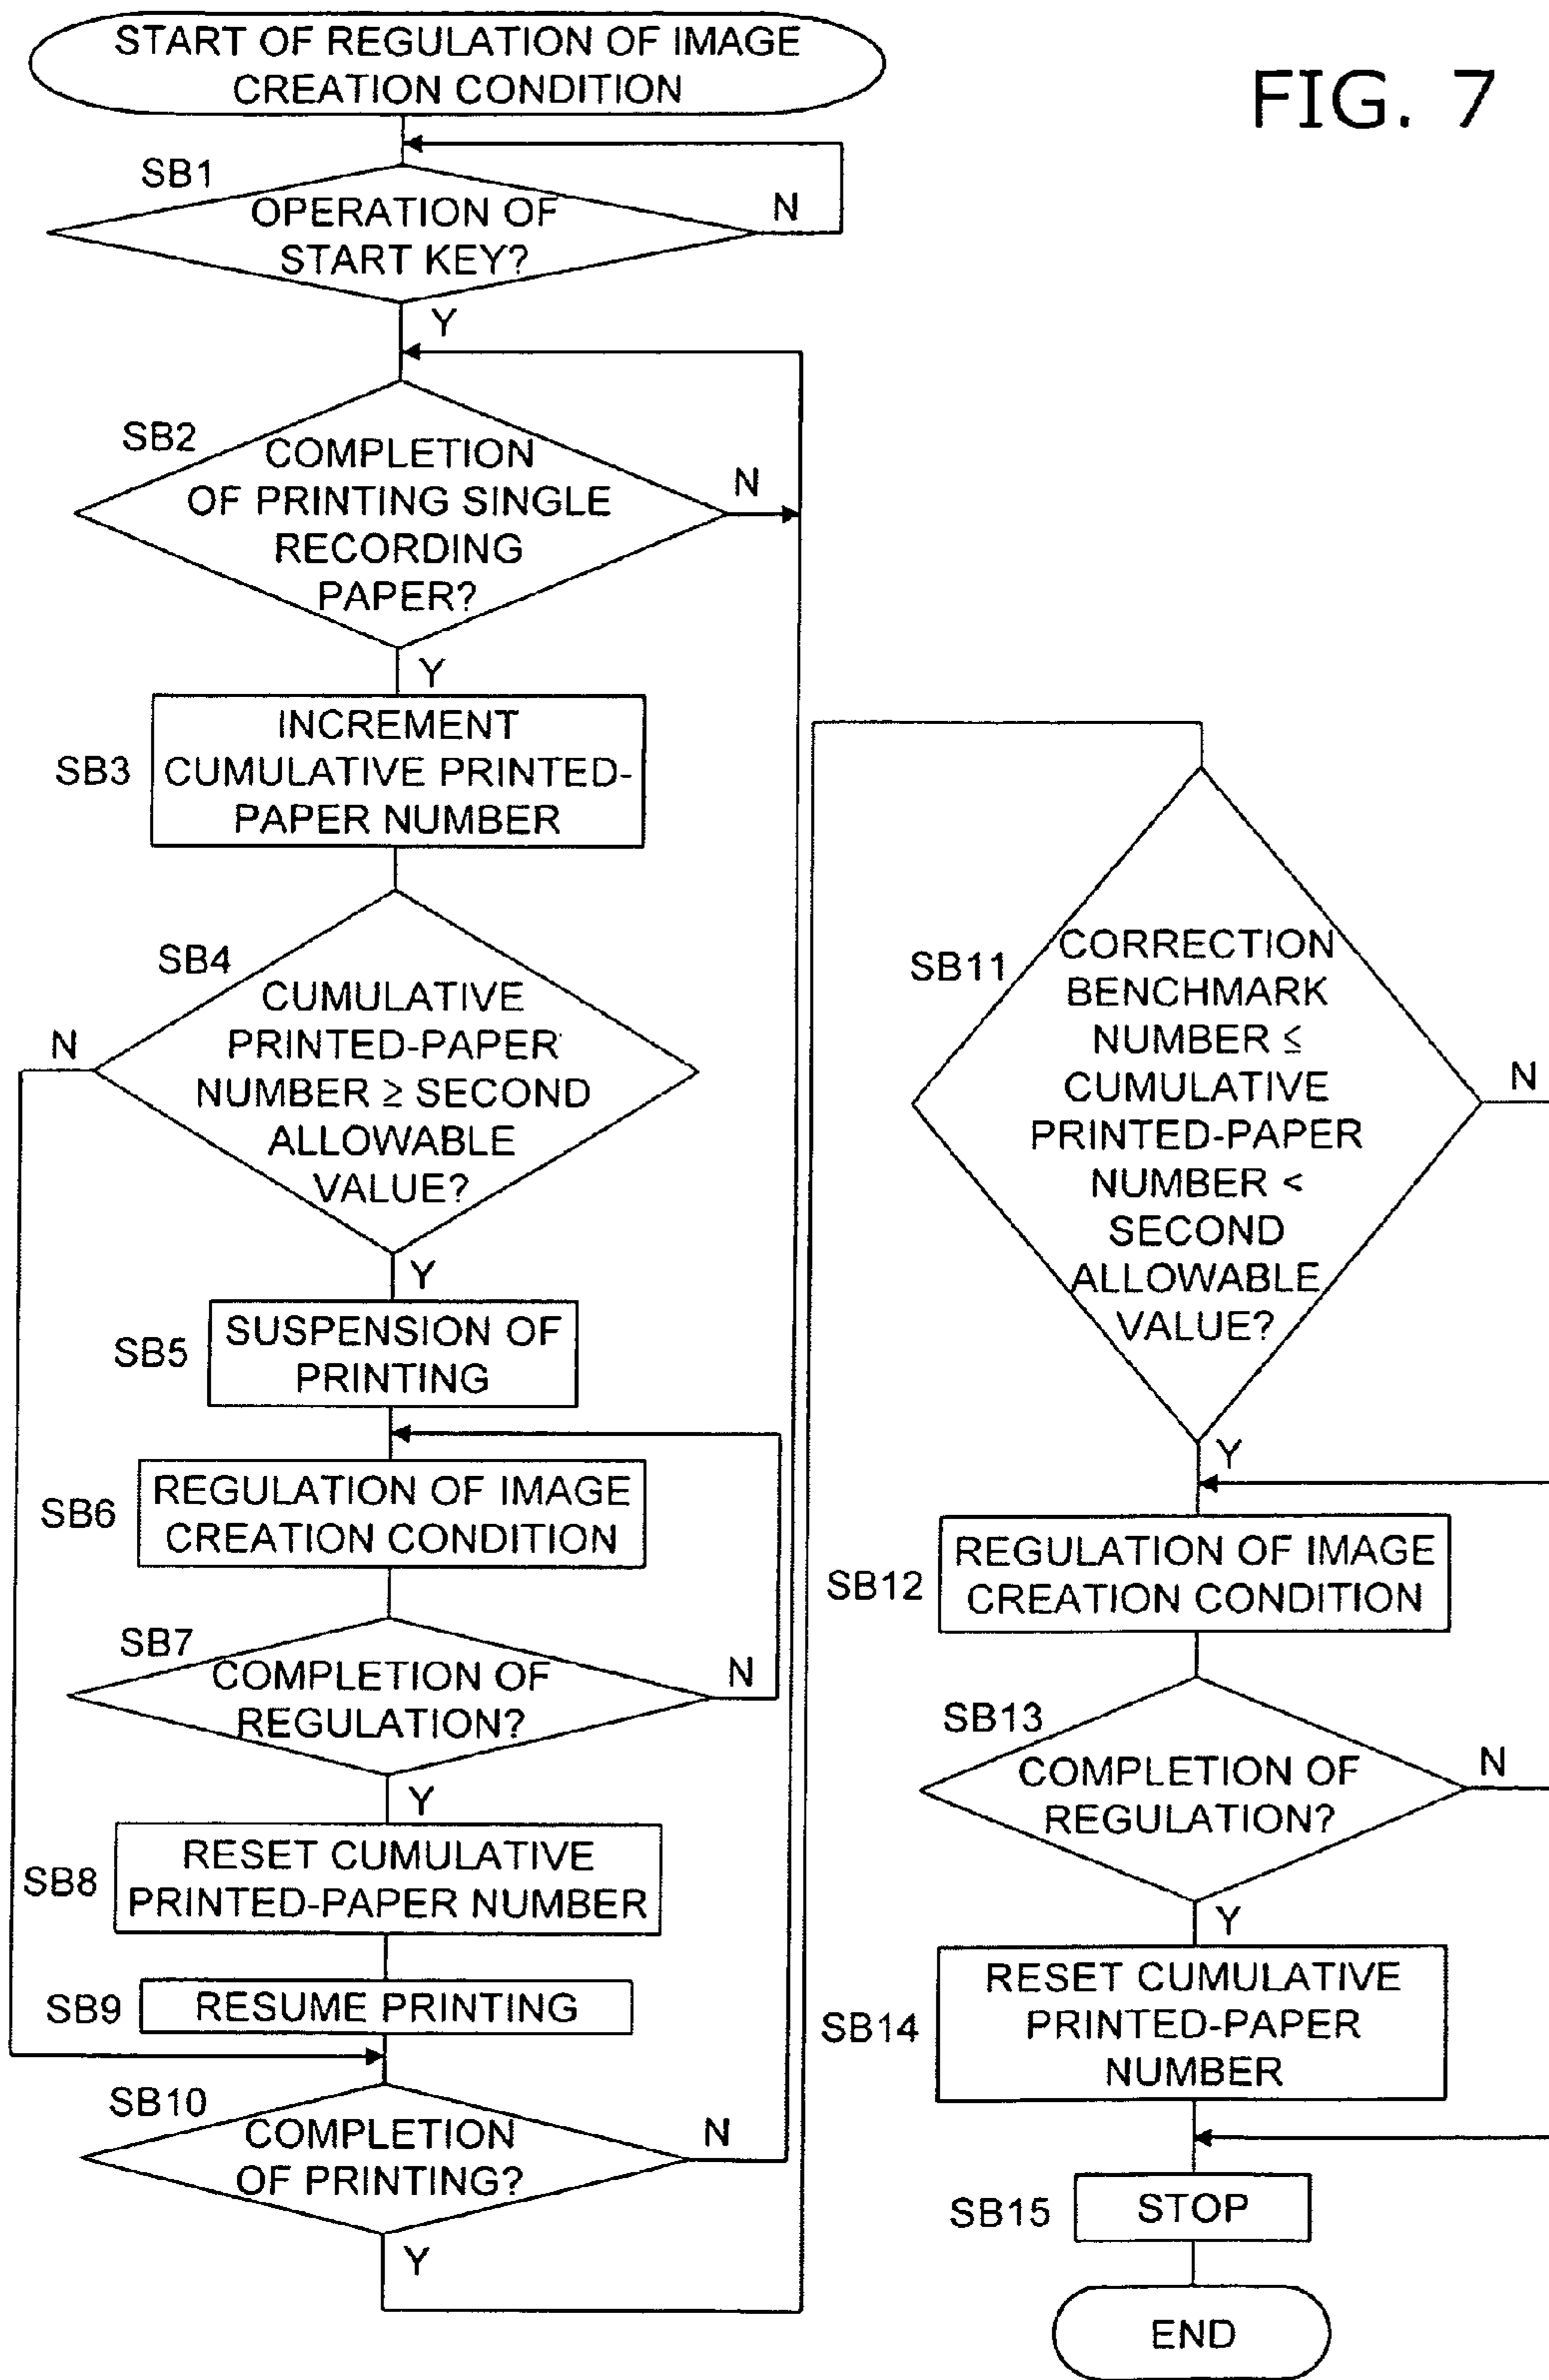 FIG. 7
START OF REGULATION OF IMAGE
CREATION CONDITION
SB1
OPERATION OF
START KEY?
N
Y
SB2
COMPLETION
OF PRINTING SINGLE
RECORDING
PAPER?
N
Y
SB3
INCREMENT
CUMULATIVE PRINTED-
PAPER NUMBER
SB4
CUMULATIVE
PRINTED-PAPER
NUMBER ≥ SECOND
ALLOWABLE
VALUE?
N
Y
SB5
SUSPENSION OF
PRINTING
SB6
REGULATION OF IMAGE
CREATION CONDITION
SB7
COMPLETION OF
REGULATION?
N
Y
SB8
RESET CUMULATIVE
PRINTED-PAPER NUMBER
SB9
RESUME PRINTING
SB10
COMPLETION
OF PRINTING?
N
Y
SB11
CORRECTION
BENCHMARK
NUMBER ≤
CUMULATIVE
PRINTED-PAPER
NUMBER <
SECOND
ALLOWABLE
VALUE?
N
Y
SB12
REGULATION OF IMAGE
CREATION CONDITION
SB13
COMPLETION OF
REGULATION?
N
Y
SB14
RESET CUMULATIVE
PRINTED-PAPER
NUMBER
SB15
STOP
END